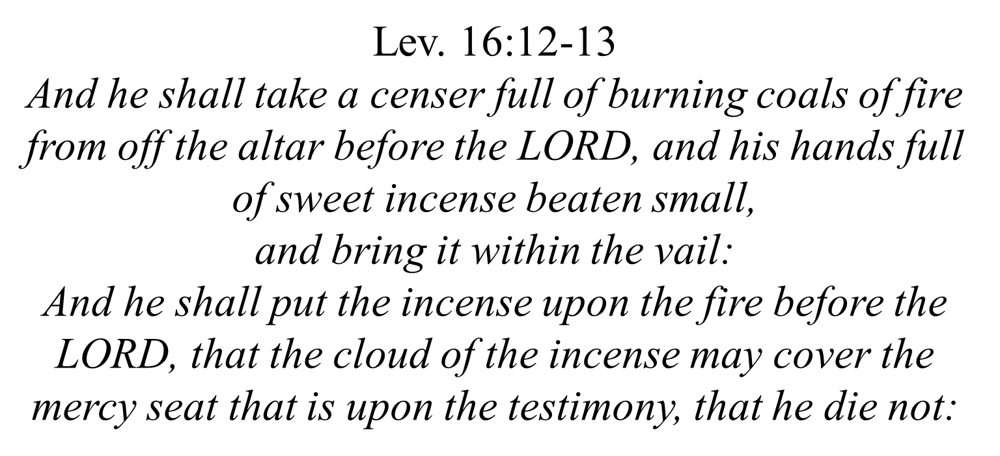 Lev. 16:12-13
And he shall take a censer full of burning coals of fire
from off the altar before the LORD, and his hands full
of sweet incense beaten small,
and bring it within the vail:
And he shall put the incense upon the fire before the
LORD, that the cloud of the incense may cover the
mercy seat that is upon the testimony, that he die not: